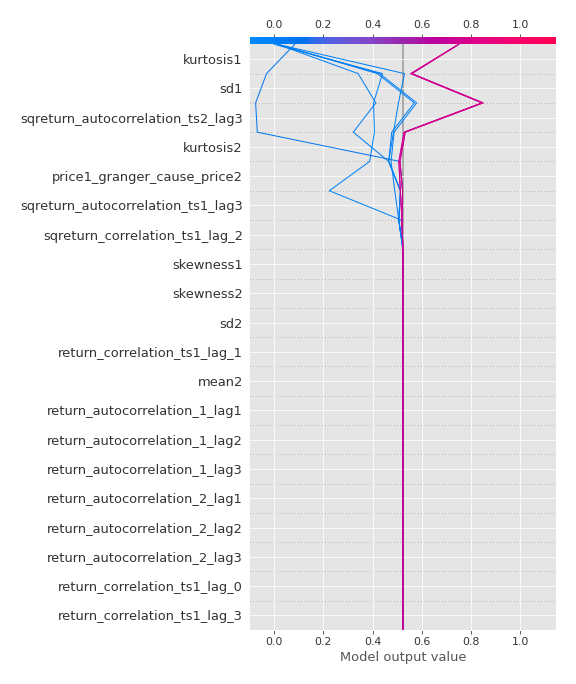 0.0 0.2 0.4 0.6 0.8 1.0
kurtosis1
sd1
sqreturn_autocorrelation_ts2_lag3
kurtosis2
price1_granger_cause_price2
sqreturn_autocorrelation_ts1_lag3
sqreturn_correlation_ts1_lag_2
skewness1
skewness2
sd2
return_correlation_ts1_lag_1
mean2
return_autocorrelation_1_lag1
return_autocorrelation_1_lag2
return_autocorrelation_1_lag3
return_autocorrelation_2_lag1
return_autocorrelation_2_lag2
return_autocorrelation_2_lag3
return_correlation_ts1_lag_0
return_correlation_ts1_lag_3
0.0 0.2 0.4 0.6 0.8 1.0
Model output value